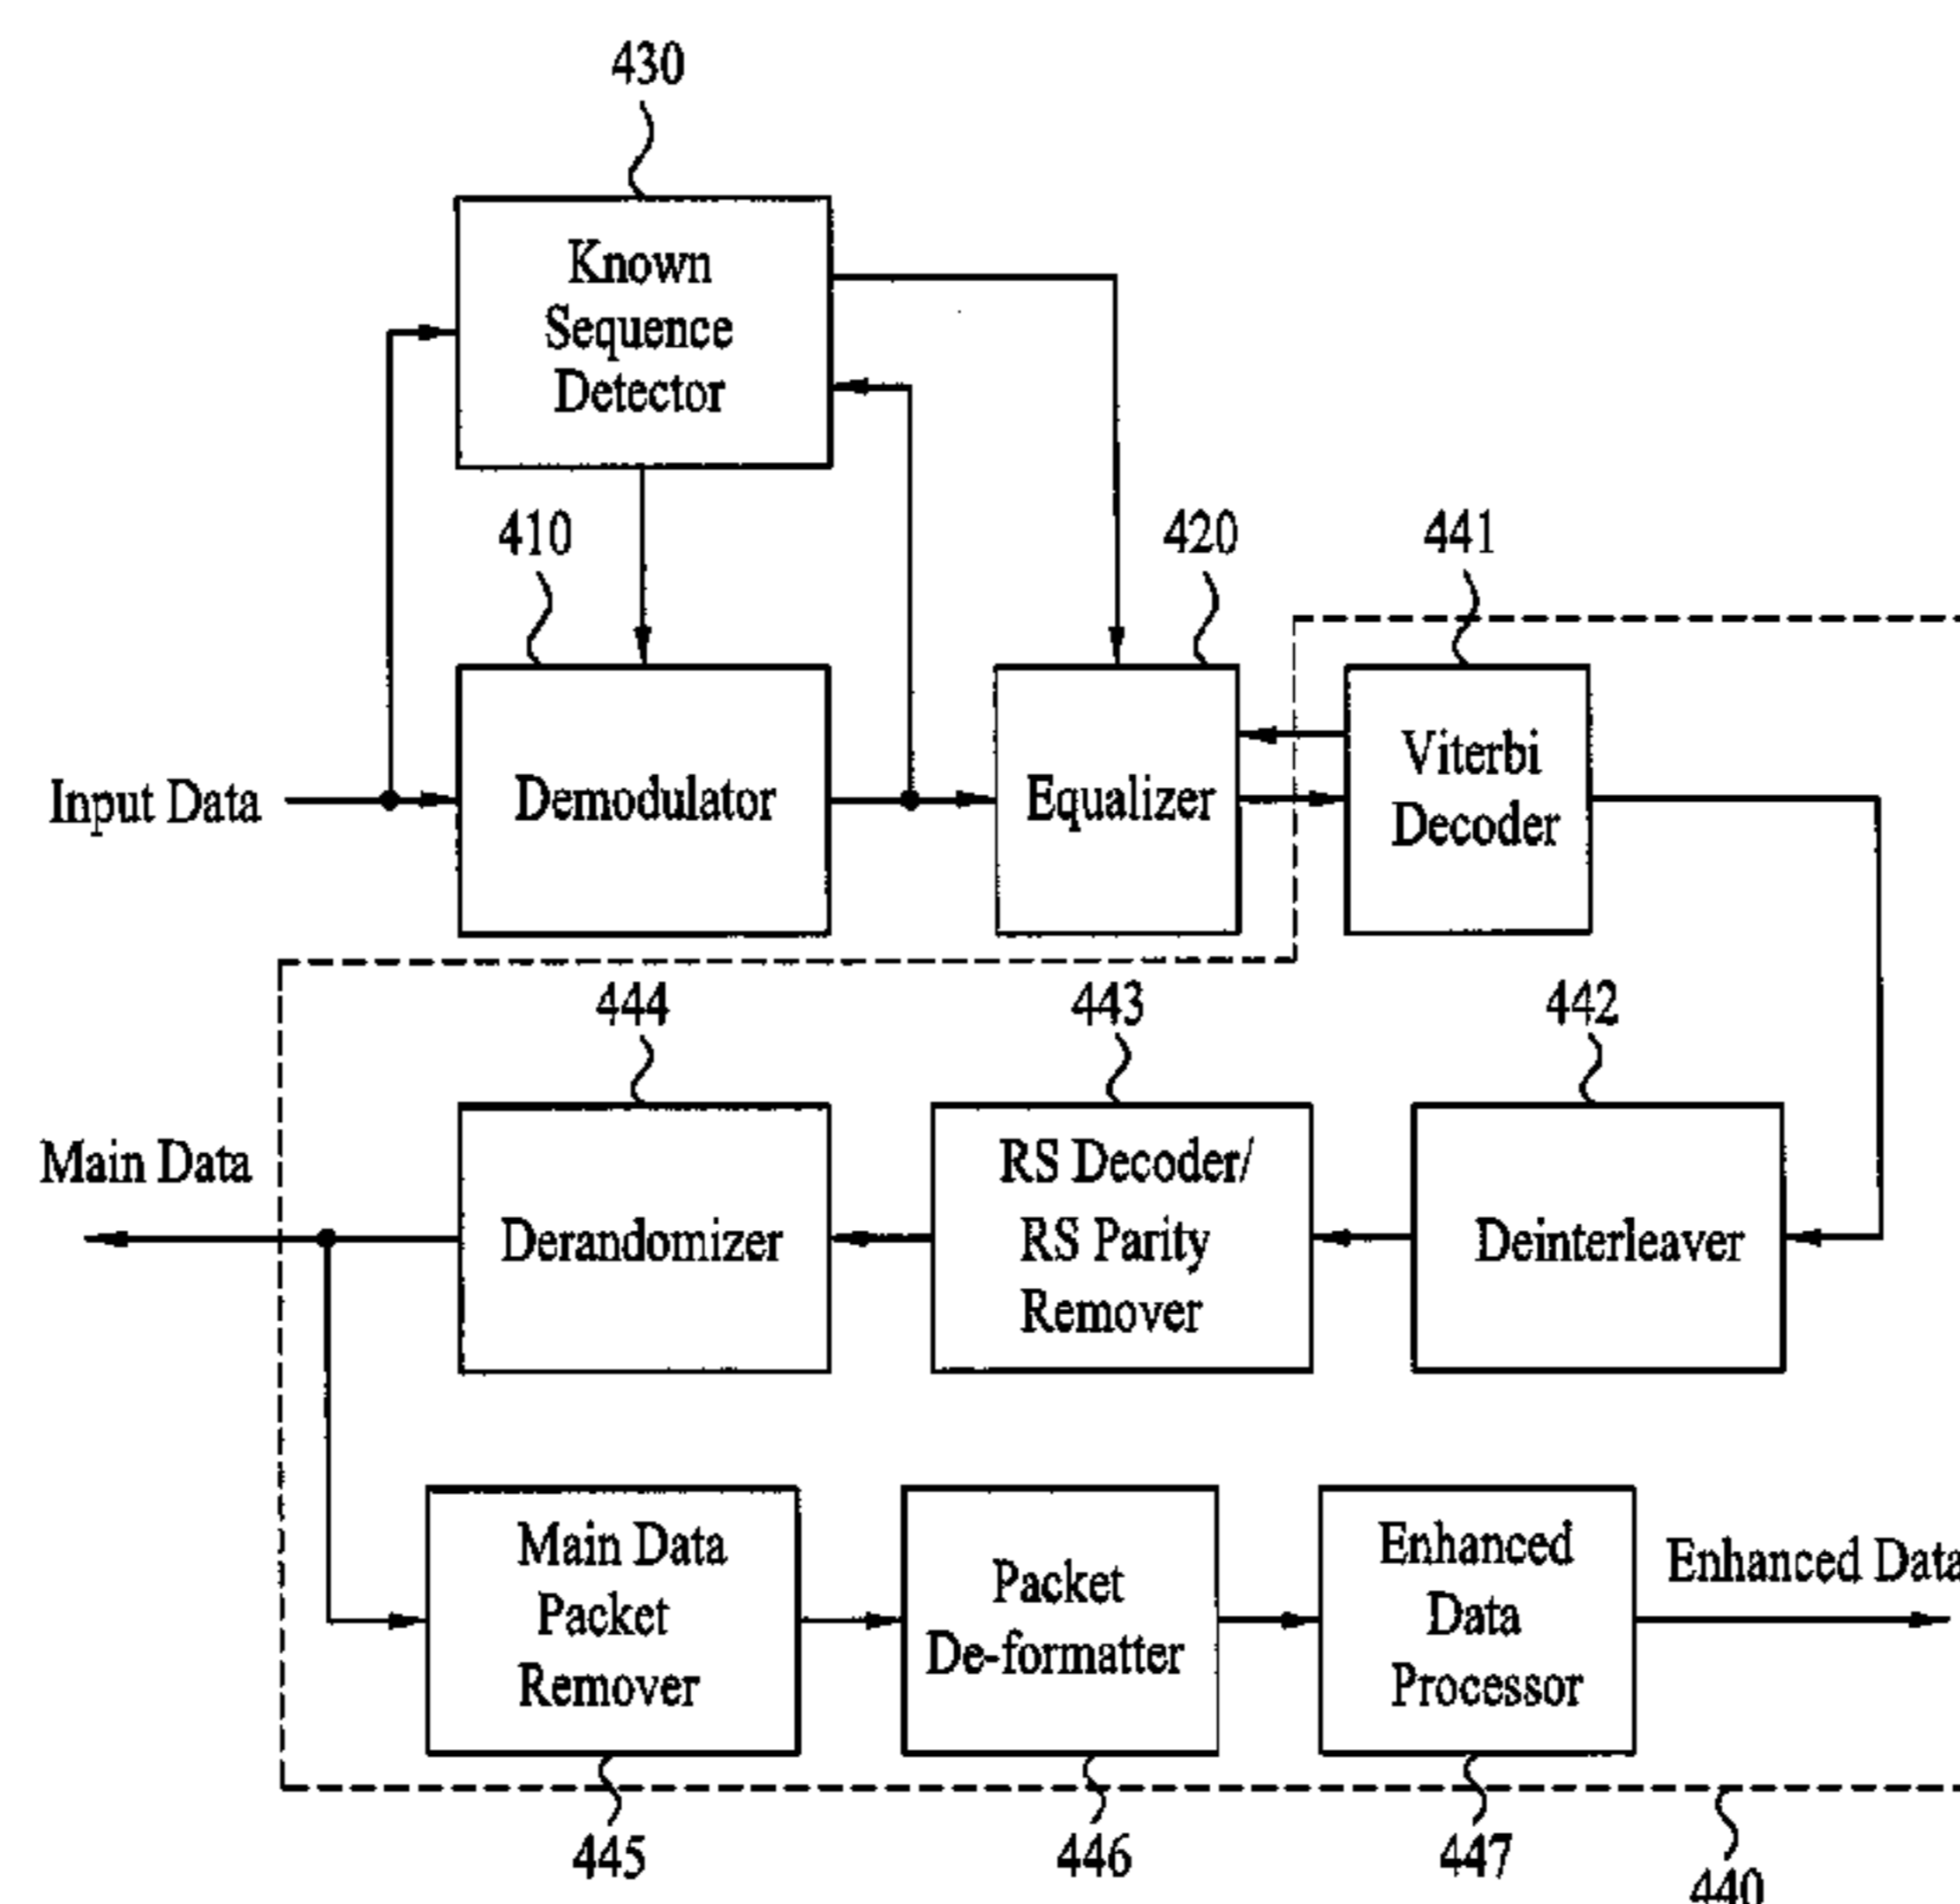 430
Known
Sequence
Detector
410
420
441
Input Data
Demodulator
Equalizer
Viterbi
Decoder
444
443
442
Main Data
Derandomizer
RS Decoder/
RS Parity
Remover
Deinterleaver
Main Data
Packet
Remover
Packet
De-formatter
Enhanced
Data
Processor
Enhanced Data
445
446
447
440